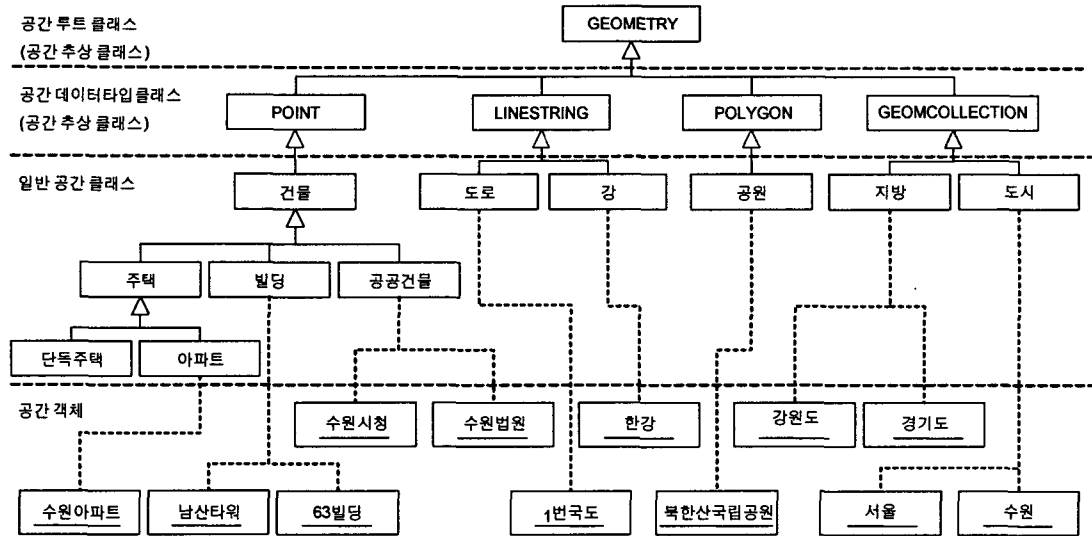 공간 루트 클래스
(공간 추상 클래스)
GEOMETRY
공간 데이터타입클래스
(공간 추상 클래스)
POINT
LINESTRING
POLYGON
GEOMCOLLECTION
일반 공간 클래스
건물
도로
강
공원
지방
도시
주택
빌딩
공공건물
단독주택
아파트
공간 객체
수원시청
수원법원
한강
강원도
경기도
수원아파트
남산타워
63빌딩
1번국도
북한산국립공원
서울
수원